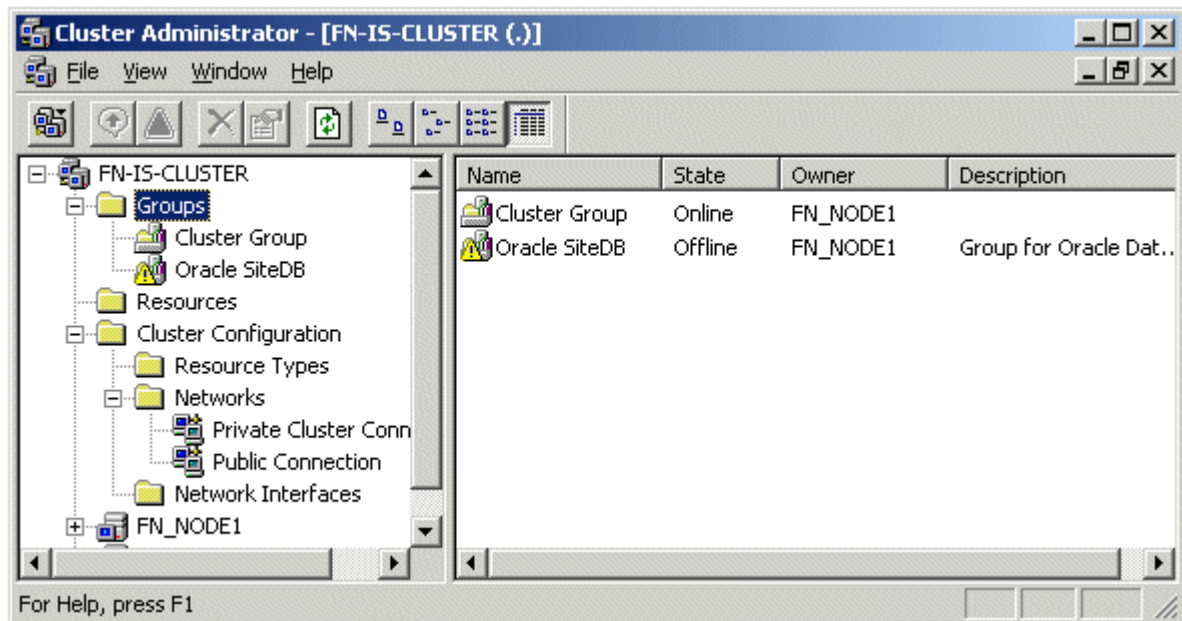 Cluster Administrator - [FN-IS-CLUSTER (.)]
File View Window Help
FN-IS-CLUSTER
Groups
Cluster Group
Oracle SiteDB
Resources
Cluster Configuration
Resource Types
Networks
Private Cluster Conn
Public Connection
Network Interfaces
FN_NODE1
Name State Owner Description
Cluster Group Online FN_NODE1
Oracle SiteDB Offline FN_NODE1 Group for Oracle Dat..
For Help, press F1